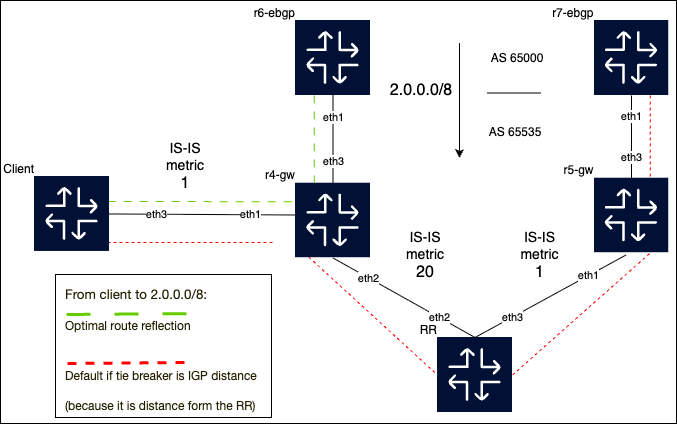 r6-ebgp
r7-ebgp
AS 65000
2.0.0.0/8
AS 65535
eth1
eth1
eth3
eth3
Client
IS-IS
metric
1
r4-gw
r5-gw
eth3
eth1
IS-IS
metric
20
IS-IS
metric
1
eth2
eth1
eth2
eth3
RR
From client to 2.0.0.0/8:
Optimal route reflection
Default if tie breaker is IGP distance
(because it is distance form the RR)